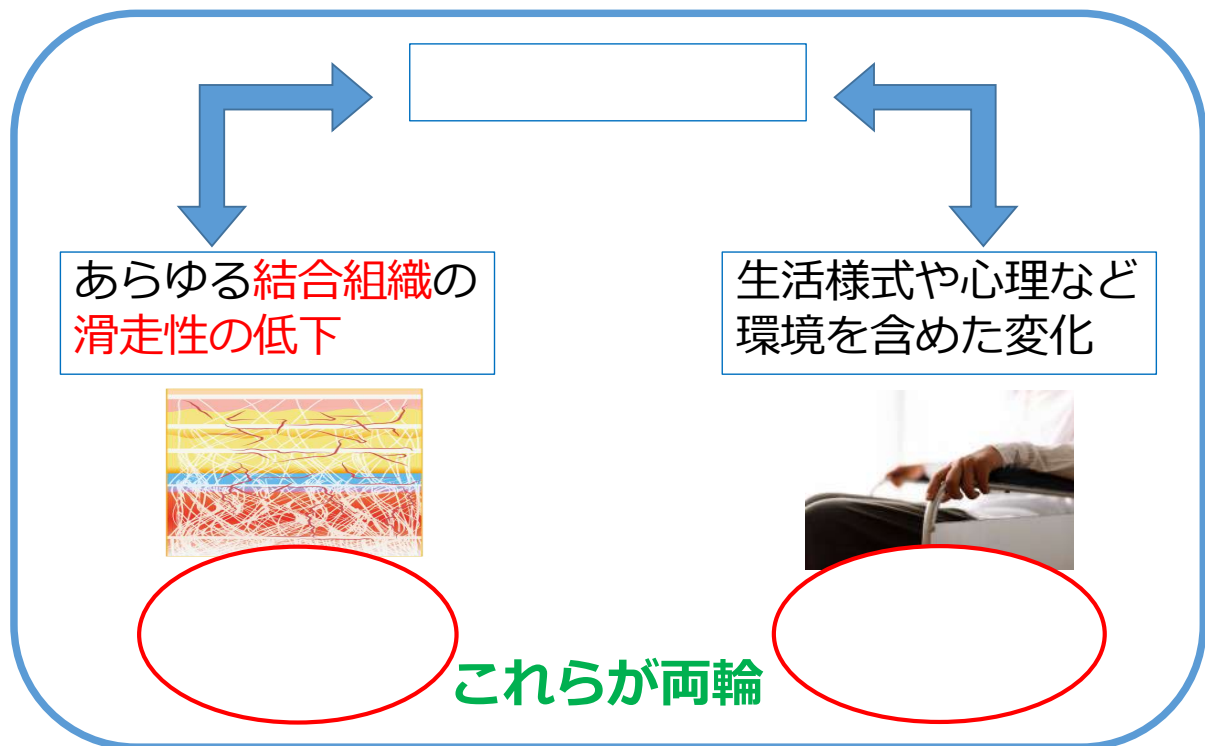 あらゆる結合組織の
滑走性の低下
生活様式や心理など
環境を含めた変化
これらが両輪